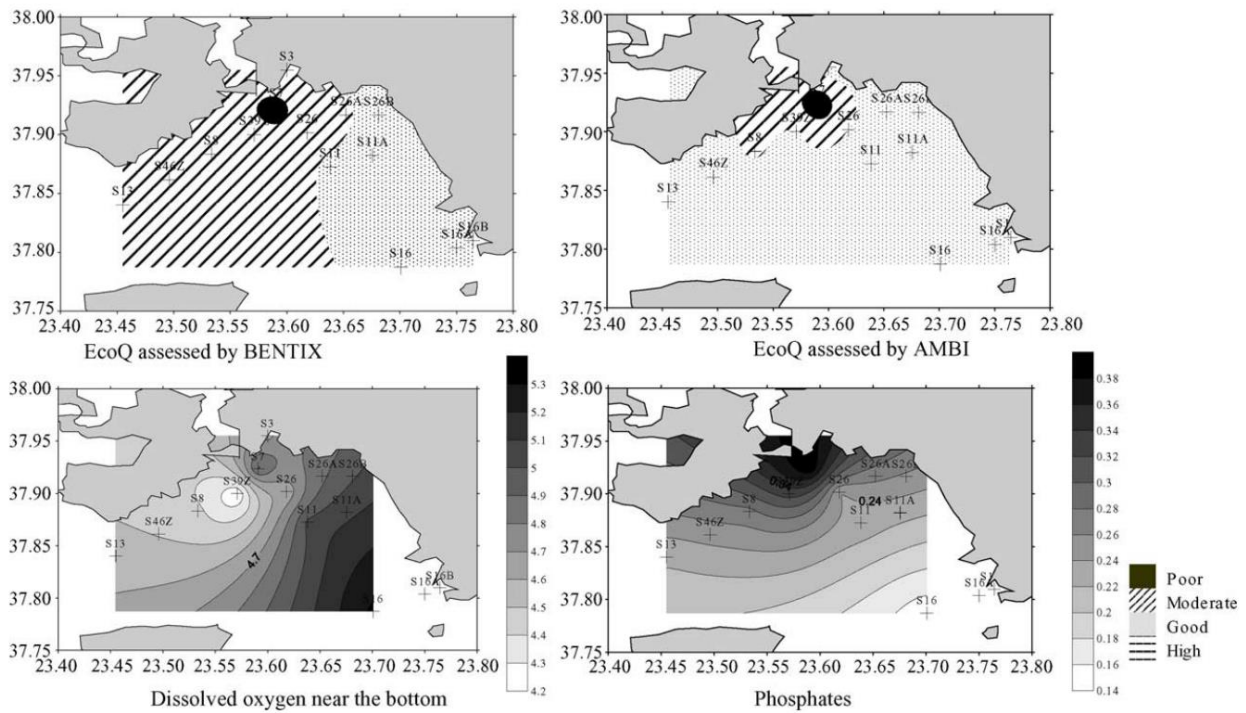 38.00
37.95
37.90
37.85
37.80
37.75
23.40 23.45 23.50 23.55 23.60 23.65 23.70 23.75 23.80
S3
S26A S26B
S39Z S26
S8
S11A
S11
S46Z
S13
S16B
S16A
S16
EcoQ assessed by BENTIX
38.00
37.95
37.90
37.85
37.80
37.75
23.40 23.45 23.50 23.55 23.60 23.65 23.70 23.75 23.80
S26A S26
S39Z S26
S8
S11 S11A
S46Z
S13
S1
S16A
S16
EcoQ assessed by AMBI
38.00
37.95
37.90
37.85
37.80
37.75
23.40 23.45 23.50 23.55 23.60 23.65 23.70 23.75 23.80
S3
S7 S26A S26B
S39Z S26
S8
S11 S11A
S46Z
S13
4.7
S16B
S16A
S16
5.3
5.2
5.1
5
4.9
4.8
4.7
4.6
4.5
4.4
4.3
4.2
Dissolved oxygen near the bottom
38.00
37.95
37.90
37.85
37.80
37.75
23.40 23.45 23.50 23.55 23.60 23.65 23.70 23.75 23.80
S26A S26
0.34
S26
0.24
S8
S11 S11A
S46Z
S13
S1
S16A
S16
0.38
0.36
0.34
0.32
0.3
0.28
0.26
0.24
0.22
0.2
0.18
0.16
0.14
Phosphates
Poor
Moderate
Good
High